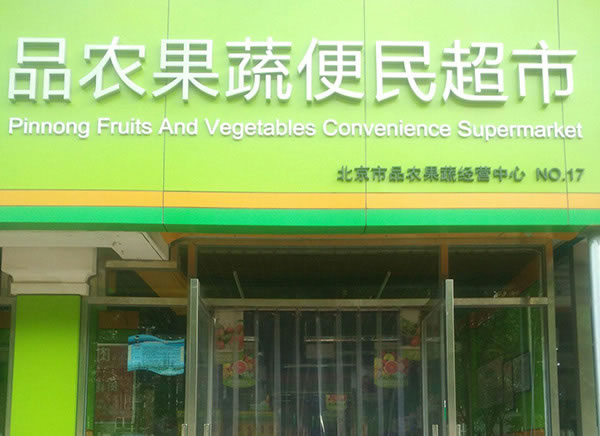 品农果蔬便民超市
Pinnong Fruits And Vegetables Convenience Supermarket
北京市品农果蔬经营中心 NO.17